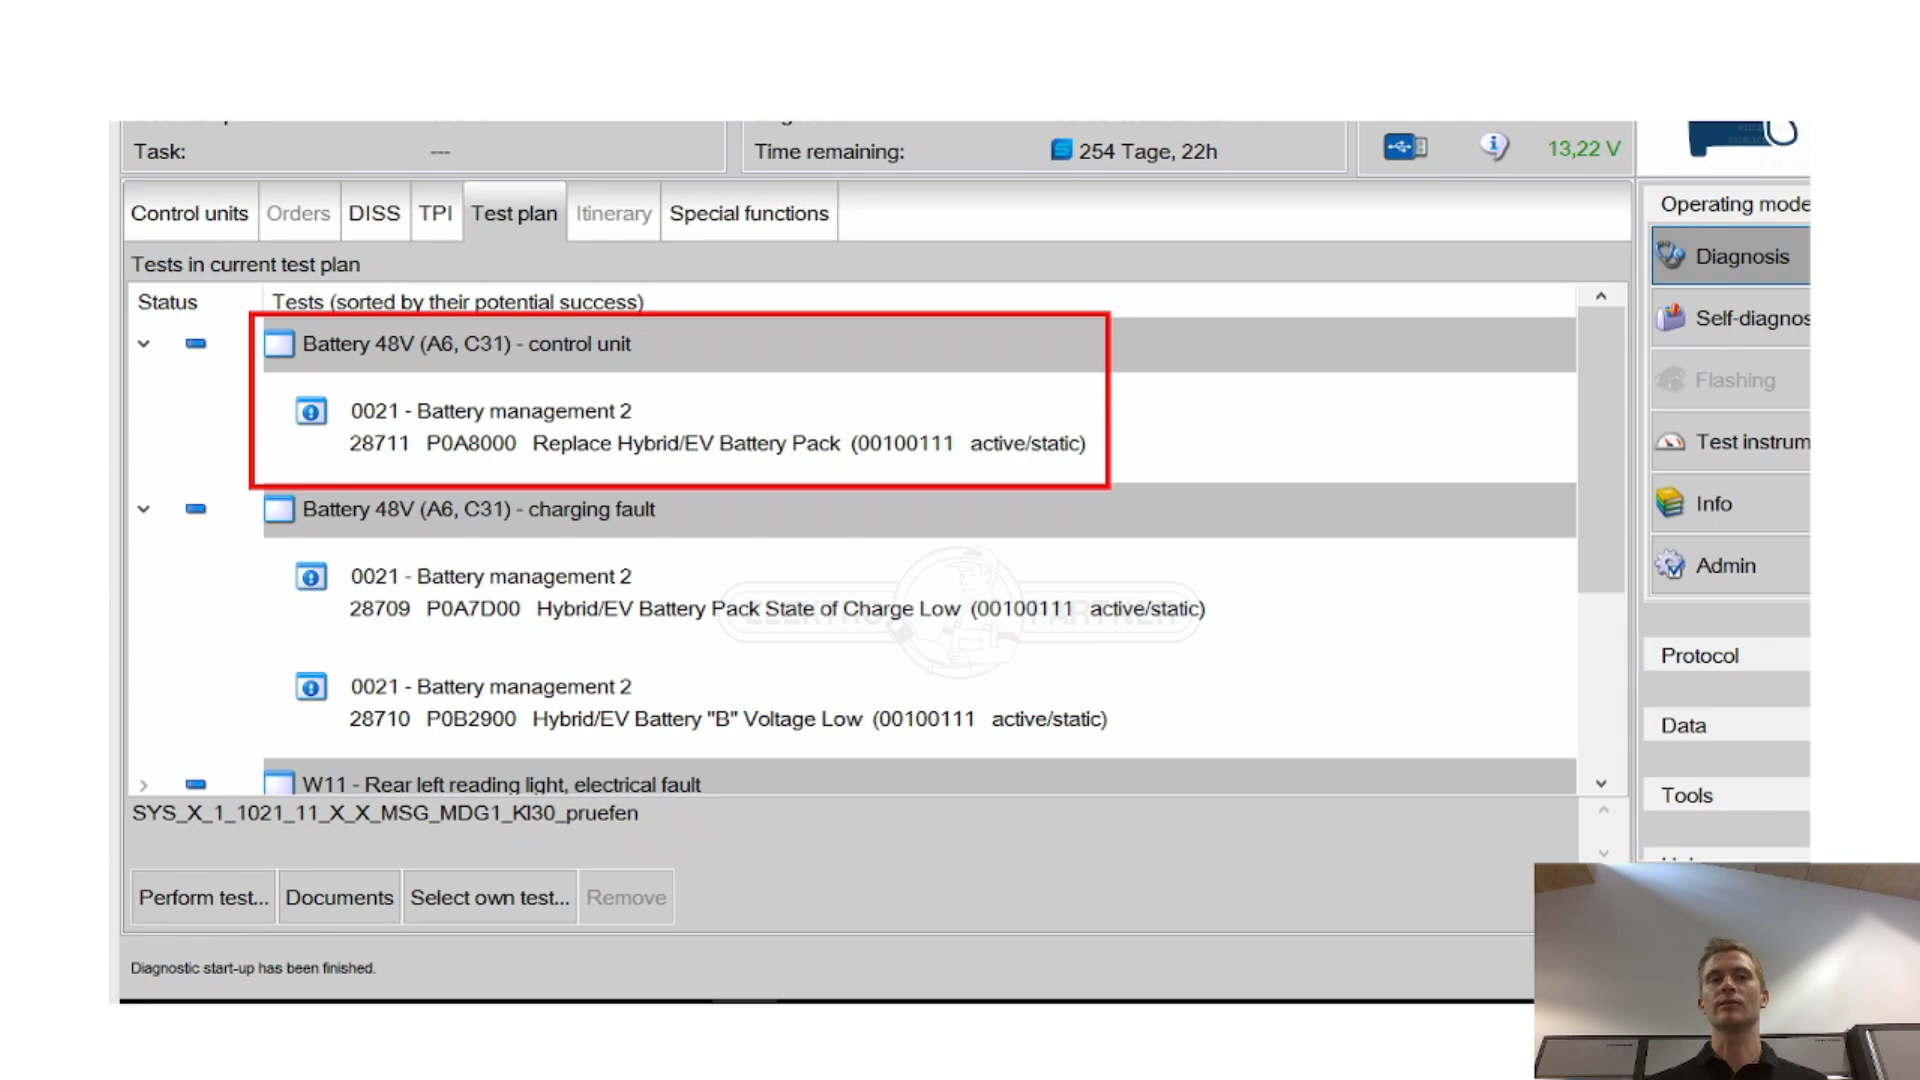 Task:
---
Time remaining:
254 Tage, 22h
13,22 V
Control units
Orders
DISS
TPI
Test plan
Itinerary
Special functions
Operating mode
Tests in current test plan
Diagnosis
Status
Tests (sorted by their potential success)
Self-diagnos
Battery 48V (A6, C31) - control unit
Flashing
0021 - Battery management 2
28711 P0A8000 Replace Hybrid/EV Battery Pack (00100111 active/static)
Test instrum
Battery 48V (A6, C31) - charging fault
Info
0021 - Battery management 2
Admin
28709 P0A7D00 Hybrid/EV Battery Pack State of Charge Low (00100111 active/static)
ELEKTRO PARTNER
Protocol
0021 - Battery management 2
28710 P0B2900 Hybrid/EV Battery "B" Voltage Low (00100111 active/static)
Data
W11 - Rear left reading light, electrical fault
Tools
SYS_X_1_1021_11_X_X_MSG_MDG1_Kl30_pruefen
Perform test...
Documents
Select own test...
Remove
Diagnostic start-up has been finished.